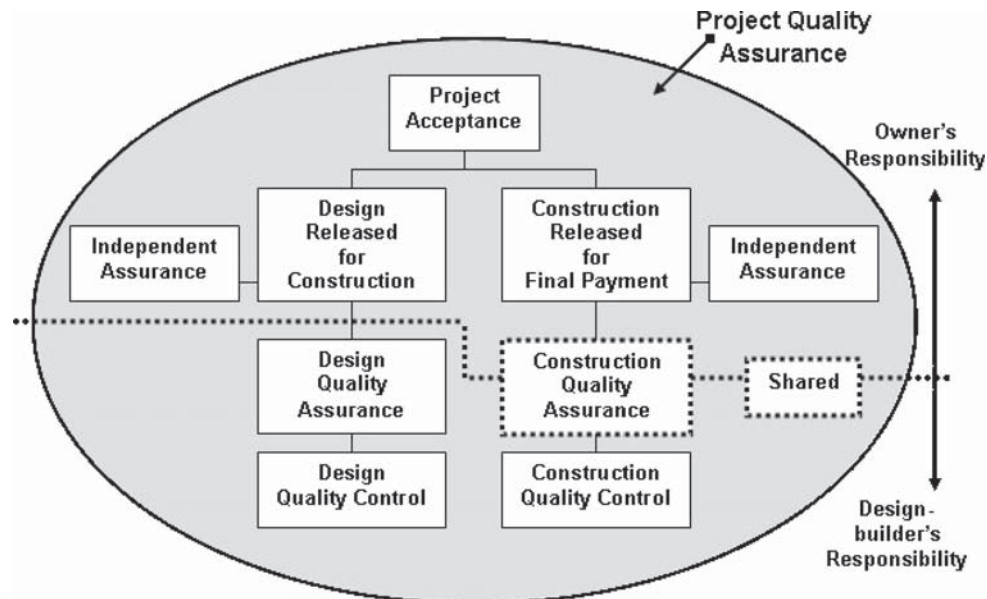 Project Quality
Assurance
Project
Acceptance
Owner's
Responsibility
Design
Released
for
Construction
Construction
Released
for
Final Payment
Independent
Assurance
Independent
Assurance
Design
Quality
Assurance
Construction
Quality
Assurance
Shared
Design
Quality Control
Construction
Quality Control
Design-
builder's
Responsibility